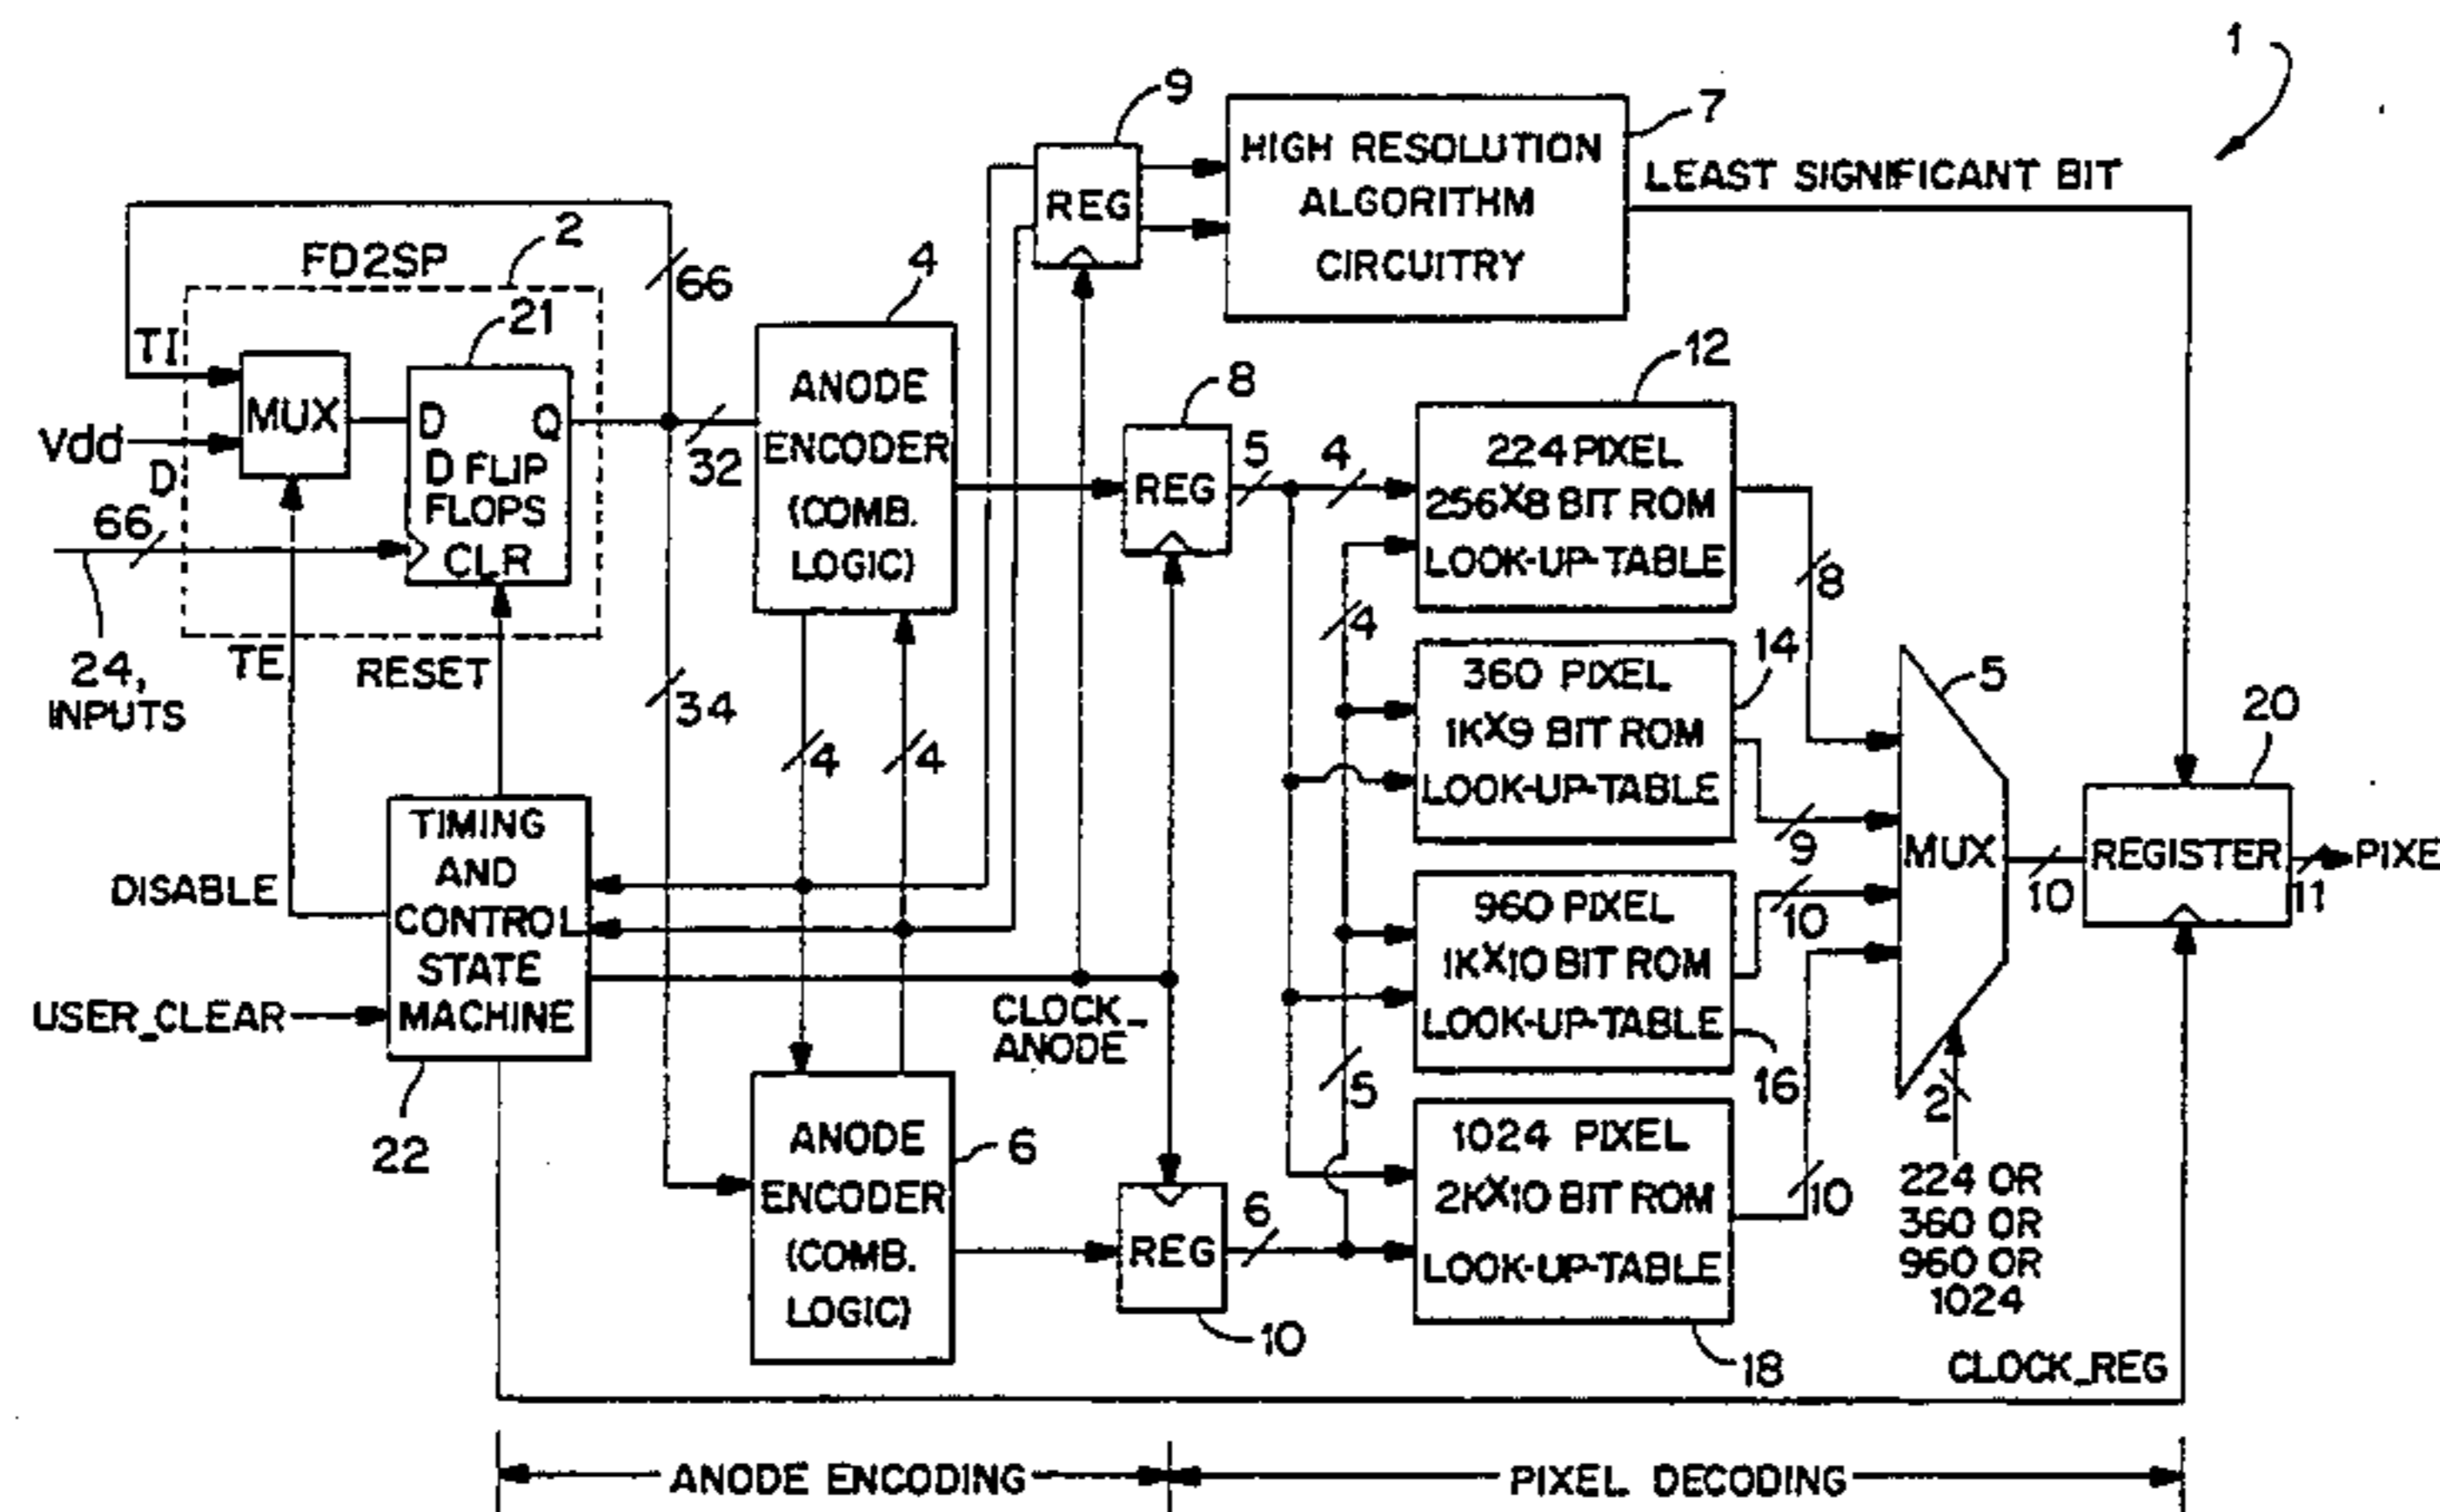 1
9
HIGH RESOLUTION
ALGORITHM
CIRCUITRY
7
LEAST SIGNIFICANT BIT
REG
FD2SP
2
66
4
21
TI
MUX
D
Q
D FLIP
FLOPS
CLR
Vdd
D
66
32
ANODE
ENCODER
(COMB.
LOGIC)
8
REG
5
4
12
224 PIXEL
256X8 BIT ROM
LOOK-UP-TABLE
8
4
24,
INPUTS
TE
RESET
34
4
4
360 PIXEL
1KX9 BIT ROM
LOOK-UP-TABLE
14
9
5
20
MUX
10
REGISTER
11
PIXE
TIMING
AND
CONTROL
STATE
MACHINE
DISABLE
USER_CLEAR
22
CLOCK_
ANODE
960 PIXEL
1KX10 BIT ROM
LOOK-UP-TABLE
10
16
2
5
ANODE
ENCODER
(COMB.
LOGIC)
6
REG
6
10
1024 PIXEL
2KX10 BIT ROM
LOOK-UP-TABLE
10
18
224 OR
360 OR
960 OR
1024
CLOCK_REG
ANODE ENCODING
PIXEL DECODING